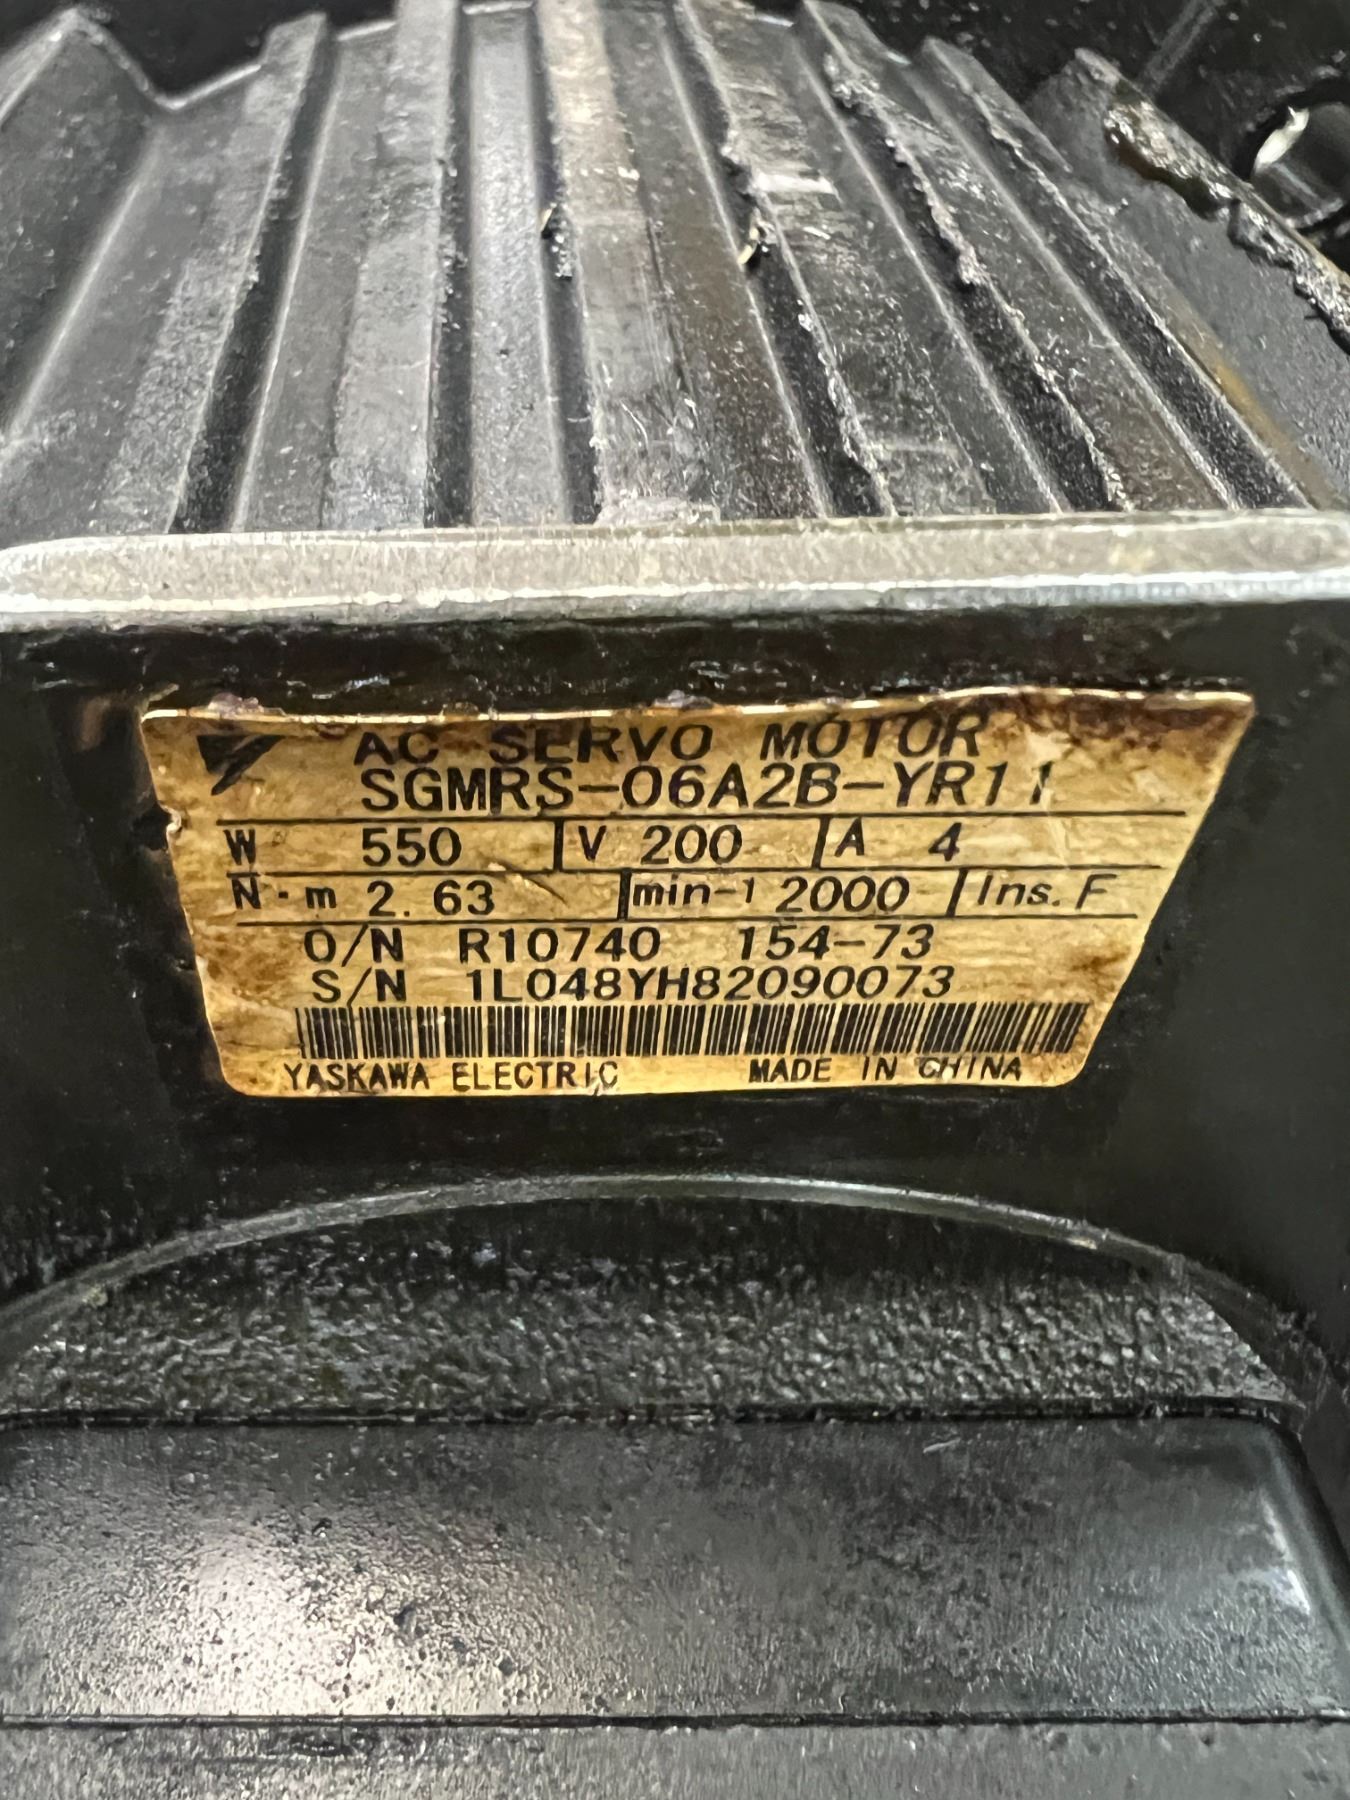 AC SERVO MOTOR
SGMRS-06A2B-YR11
W 550 V 200 A 4
N·m 2.63 min-1 2000 Ins. F
O/N R10740 154-73
S/N 1L048YH82090073
YASKAWA ELECTRIC MADE IN CHINA